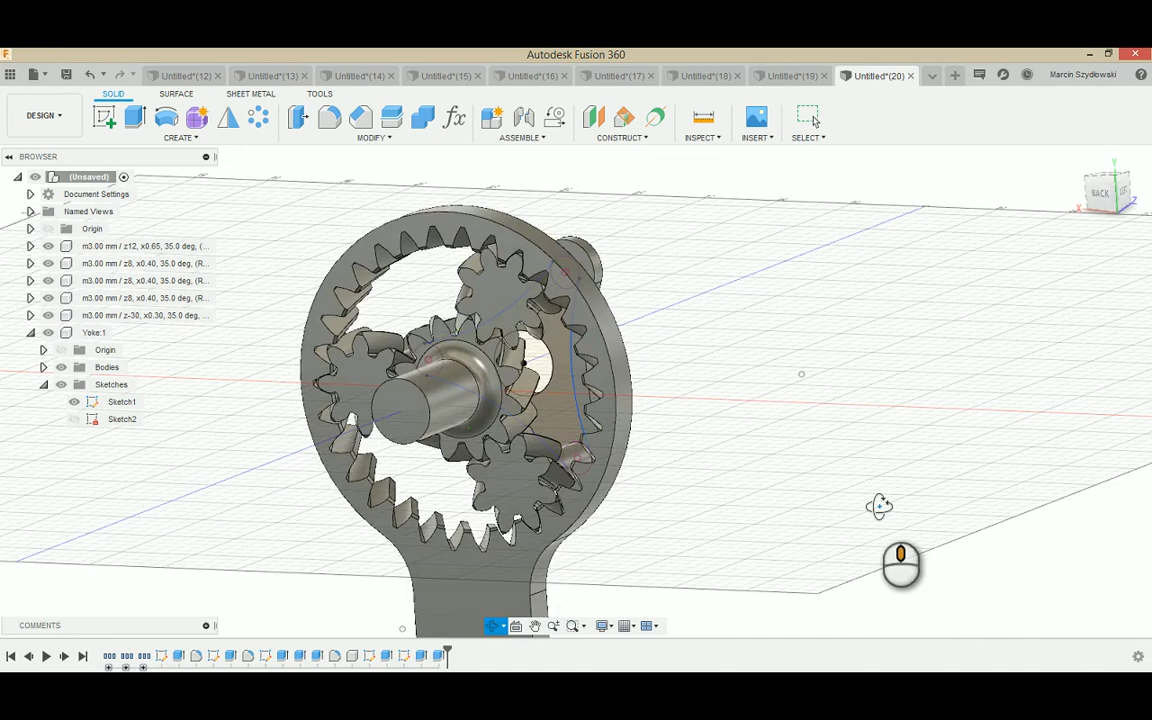 Autodesk Fusion 360
Untitled*(12) Untitled*(13) Untitled*(14) Untitled*(15) Untitled*(16) Untitled*(17) Untitled*(18) Untitled*(19) Untitled*(20) Marcin Szydłowski
SOLID SURFACE SHEET METAL TOOLS
DESIGN
CREATE MODIFY ASSEMBLE CONSTRUCT INSPECT INSERT SELECT
BROWSER
(Unsaved)
Document Settings
Named Views
Origin
m3.00 mm / z12, x0.65, 35.0 deg, (...
m3.00 mm / z8, x0.40, 35.0 deg, (R...
m3.00 mm / z8, x0.40, 35.0 deg, (R...
m3.00 mm / z8, x0.40, 35.0 deg, (R...
m3.00 mm / z-30, x0.30, 35.0 deg, ...
Yoke:1
Origin
Bodies
Sketches
Sketch1
Sketch2
Y
BACK
X
Z
COMMENTS